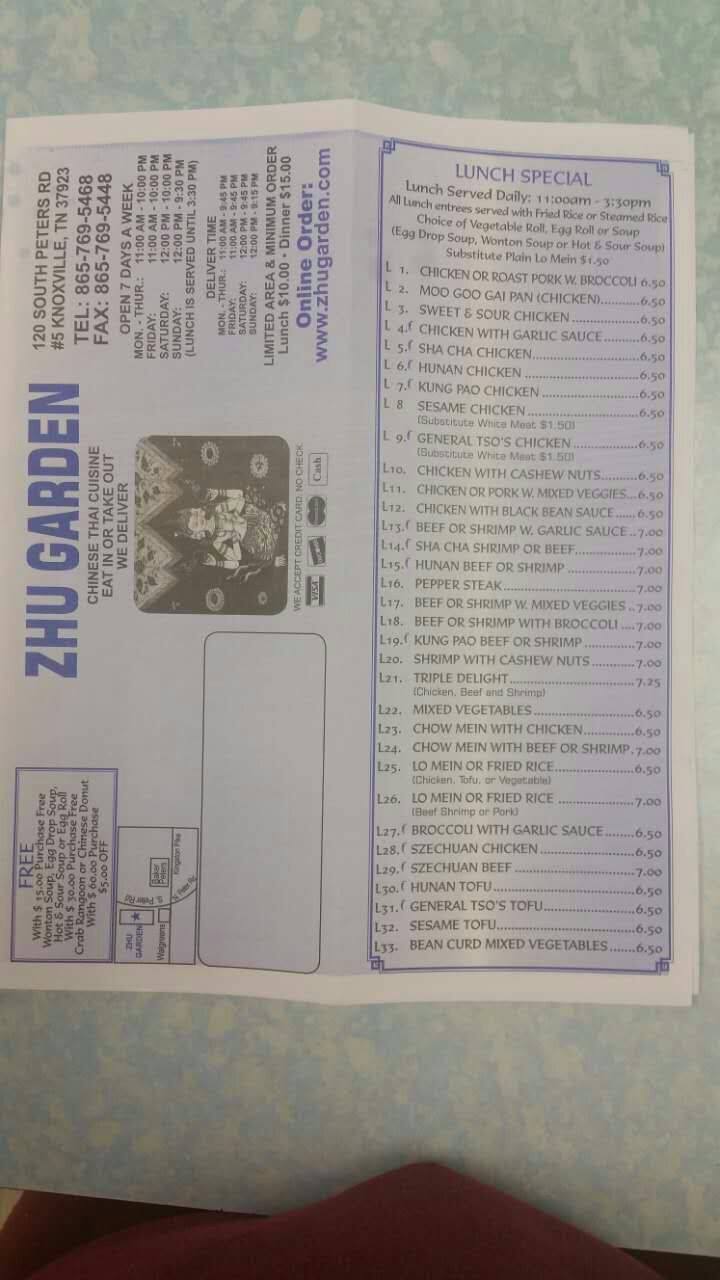 ZHU GARDEN
CHINESE THAI CUISINE
EAT IN OR TAKE OUT
WE DELIVER
WE ACCEPT CREDIT CARD. NO CHECK
VISA
Cash
120 SOUTH PETERS RD
#5 KNOXVILLE, TN 37923
TEL: 865-769-5468
FAX: 865-769-5448
OPEN 7 DAYS A WEEK
MON. - THUR.: 11:00 AM - 10:00 PM
FRIDAY: 11:00 AM - 10:00 PM
SATURDAY: 12:00 PM - 10:00 PM
SUNDAY: 12:00 PM - 9:30 PM
(LUNCH IS SERVED UNTIL 3:30 PM)
DELIVER TIME
MON. - THUR.: 11:00 AM - 9:45 PM
FRIDAY: 11:00 AM - 9:45 PM
SATURDAY: 12:00 PM - 9:45 PM
SUNDAY: 12:00 PM - 9:15 PM
LIMITED AREA & MINIMUM ORDER
Lunch $10.00 • Dinner $15.00
Online Order:
www.zhugarden.com
FREE
With $ 15.00 Purchase Free
Wonton Soup, Egg Drop Soup,
Hot & Sour Soup or Egg Roll
With $ 30.00 Purchase Free
Crab Rangoon or Chinese Donut
With $ 60.00 Purchase
$5.00 OFF
ZHU
GARDEN
Walgreens
S. Peter Rd
Baker
Peters
N. Peter Rd
Kingston Pike
LUNCH SPECIAL
Lunch Served Daily: 11:00am - 3:30pm
All Lunch entrees served with Fried Rice or Steamed Rice
Choice of Vegetable Roll, Egg Roll or Soup
(Egg Drop Soup, Wonton Soup or Hot & Sour Soup)
Substitute Plain Lo Mein $1.50
L 1. CHICKEN OR ROAST PORK W. BROCCOLI 6.50
L 2. MOO GOO GAI PAN (CHICKEN)............6.50
L 3. SWEET & SOUR CHICKEN ................6.50
L 4.f CHICKEN WITH GARLIC SAUCE.........6.50
L 5.f SHA CHA CHICKEN.........................6.50
L 6.f HUNAN CHICKEN .........................6.50
L 7.f KUNG PAO CHICKEN .....................6.50
L 8 SESAME CHICKEN .........................6.50
(Substitute White Meat $1.50)
L 9.f GENERAL TSO'S CHICKEN ...............6.50
(Substitute White Meat $1.50)
L10. CHICKEN WITH CASHEW NUTS.........6.50
L11. CHICKEN OR PORK W. MIXED VEGGIES...6.50
L12. CHICKEN WITH BLACK BEAN SAUCE .....6.50
L13.f BEEF OR SHRIMP W. GARLIC SAUCE ..7.00
L14.f SHA CHA SHRIMP OR BEEF...............7.00
L15.f HUNAN BEEF OR SHRIMP .................7.00
L16. PEPPER STEAK ............................7.00
L17. BEEF OR SHRIMP W. MIXED VEGGIES ..7.00
L18. BEEF OR SHRIMP WITH BROCCOLI ....7.00
L19.f KUNG PAO BEEF OR SHRIMP ............7.00
L20. SHRIMP WITH CASHEW NUTS ...........7.00
L21. TRIPLE DELIGHT...........................7.25
(Chicken, Beef and Shrimp)
L22. MIXED VEGETABLES .....................6.50
L23. CHOW MEIN WITH CHICKEN............6.50
L24. CHOW MEIN WITH BEEF OR SHRIMP.7.00
L25. LO MEIN OR FRIED RICE..................6.50
(Chicken, Tofu, or Vegetable)
L26. LO MEIN OR FRIED RICE .................7.00
(Beef Shrimp or Pork)
L27.f BROCCOLI WITH GARLIC SAUCE.......6.50
L28.f SZECHUAN CHICKEN .....................6.50
L29.f SZECHUAN BEEF ...........................7.00
L30.f HUNAN TOFU...............................6.50
L31.f GENERAL TSO'S TOFU....................6.50
L32. SESAME TOFU..............................6.50
L33. BEAN CURD MIXED VEGETABLES ......6.50